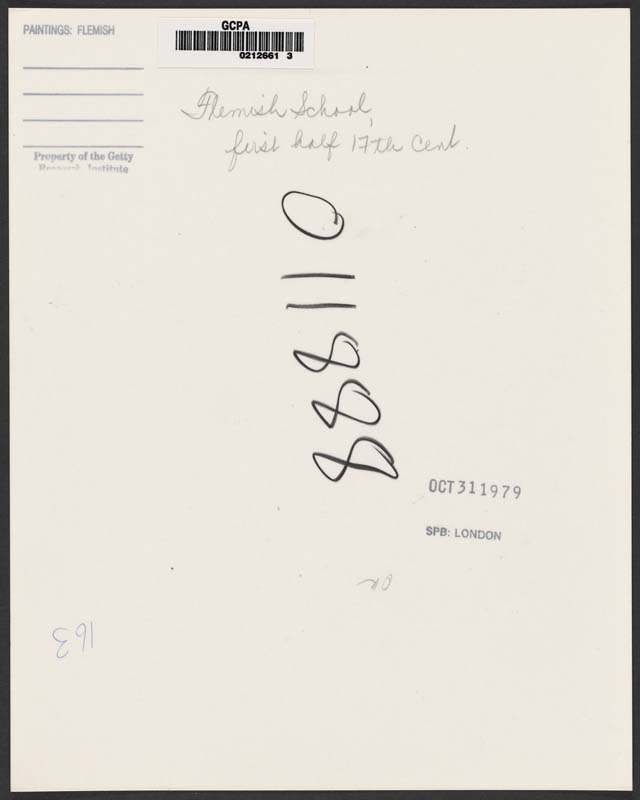 PAINTINGS: FLEMISH
GCPA
0212661 3
Flemish School,
first half 17th cent.
Property of the Getty
Research Institute
888110
OCT 31 1979
SPB: LONDON
163